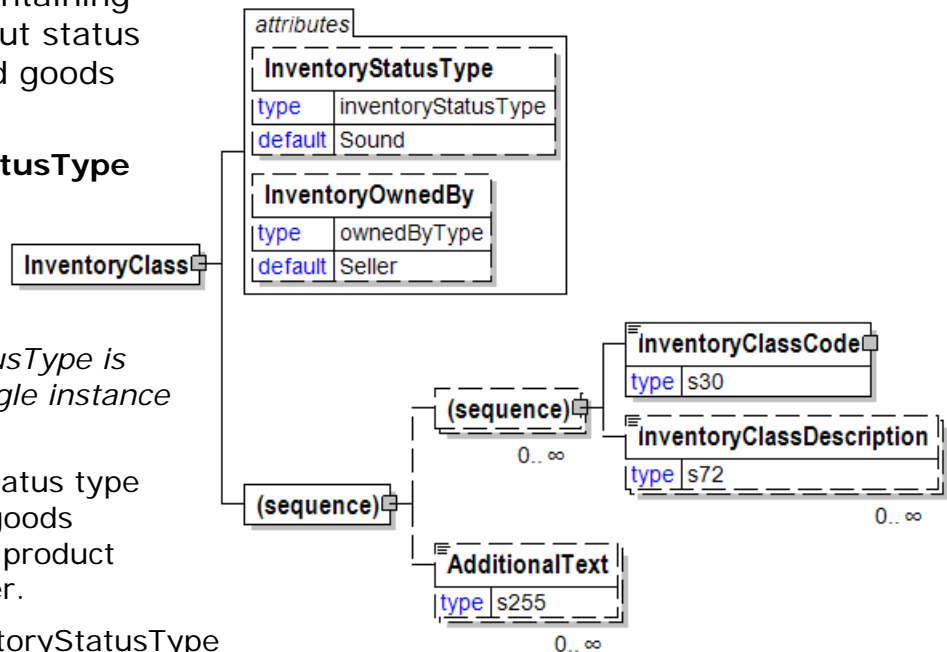 ntaining
ut status
d goods
tusType
usType is
gle instance
atus type
goods
product
er.
toryStatusType
attributes
InventoryStatusType
type inventoryStatusType
default Sound
InventoryOwnedBy
type ownedByType
default Seller
InventoryClass
(sequence)
(sequence)
0.. ∞
InventoryClassCode
type s30
InventoryClassDescription
type s72
0.. ∞
AdditionalText
type s255
0.. ∞